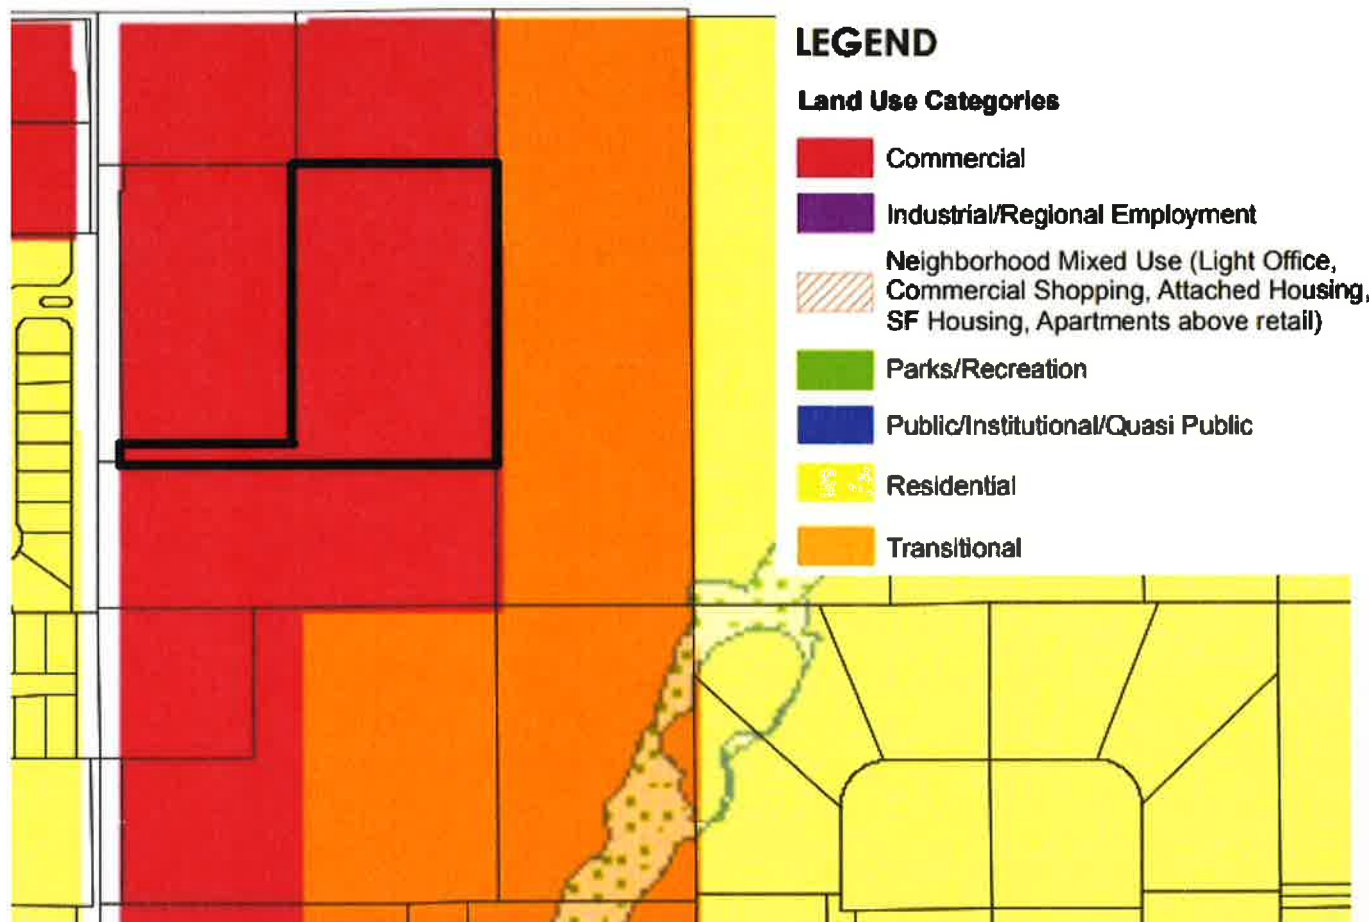 LEGEND
Land Use Categories
Commercial
Industrial/Regional Employment
Neighborhood Mixed Use (Light Office,
Commercial Shopping, Attached Housing,
SF Housing, Apartments above retail)
Parks/Recreation
Public/Institutional/Quasi Public
Residential
Transitional